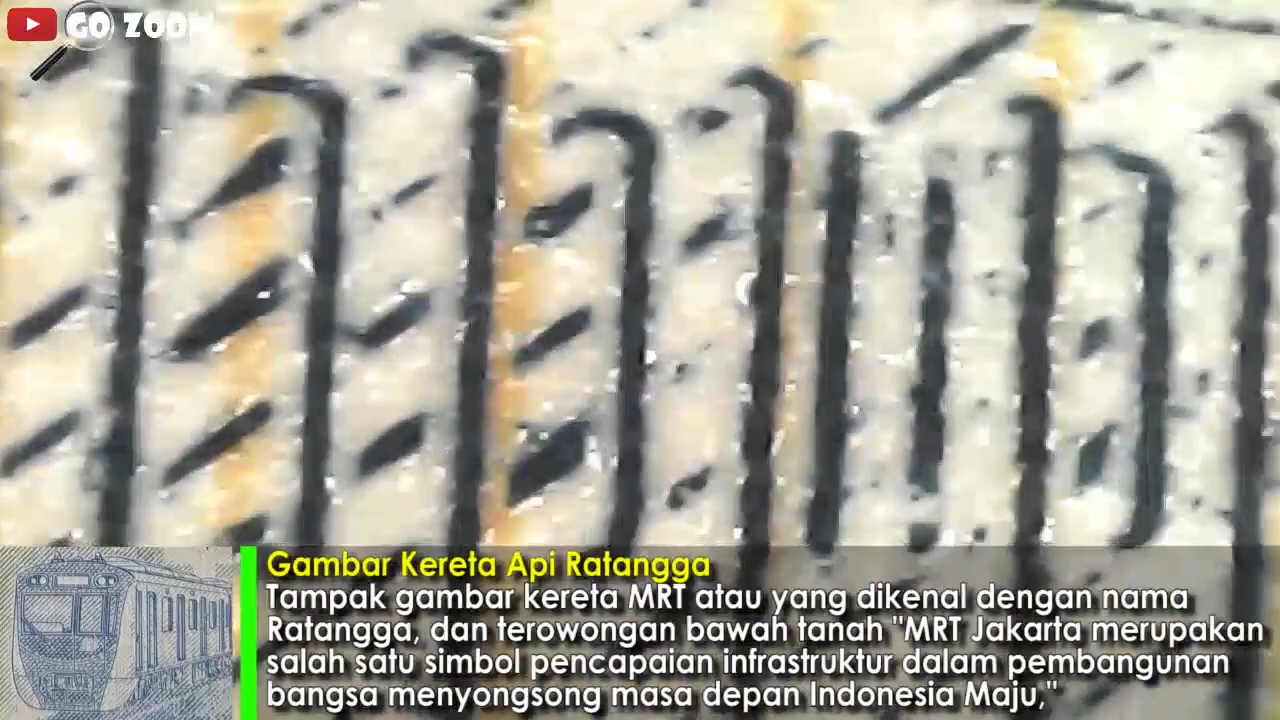 GO ZOOM
Gambar Kereta Api Ratangga
Tampak gambar kereta MRT atau yang dikenal dengan nama
Ratangga, dan terowongan bawah tanah "MRT Jakarta merupakan
salah satu simbol pencapaian infrastruktur dalam pembangunan
bangsa menyongsong masa depan Indonesia Maju,"